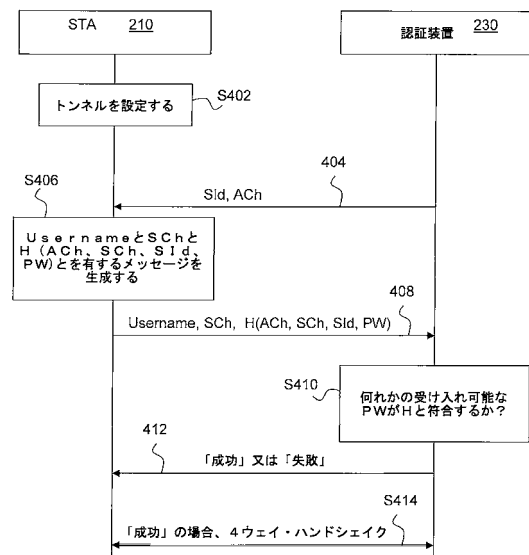 STA 210
認証装置 230
トンネルを設定する
S402
404
SId, ACh
S406
UsernameとSChと
H(ACh、SCh、SId、
PW)とを有するメッセージを
生成する
408
Username, SCh, H(ACh, SCh, SId, PW)
S410
何れかの受け入れ可能な
PWがHと符合するか?
412
「成功」又は「失敗」
S414
「成功」の場合、4ウェイ・ハンドシェイク